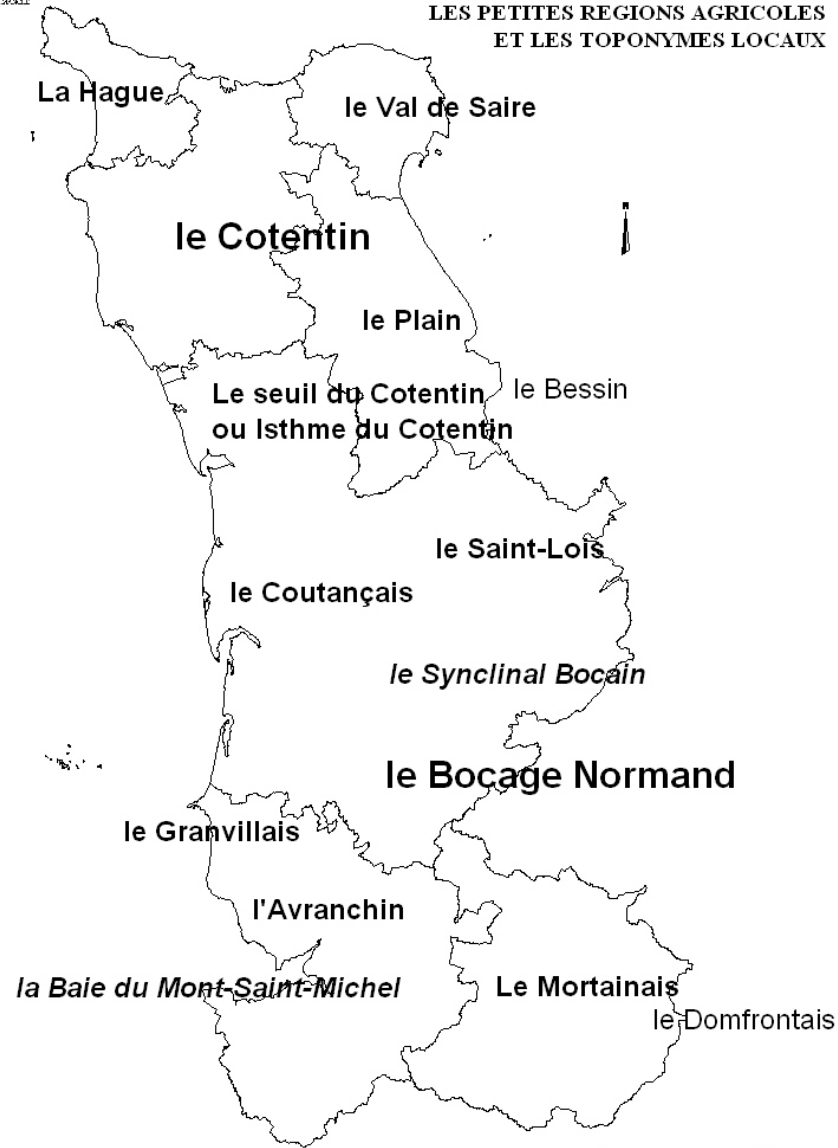 LES PETITES REGIONS AGRICOLES
ET LES TOPONYMES LOCAUX
La Hague
le Val de Saire
le Cotentin
le Plain
Le seuil du Cotentin
ou Isthme du Cotentin
le Bessin
le Saint-Lois
le Coutançais
le Synclinal Bocain
le Bocage Normand
le Granvillais
l'Avranchin
la Baie du Mont-Saint-Michel
Le Mortainais
le Domfrontais